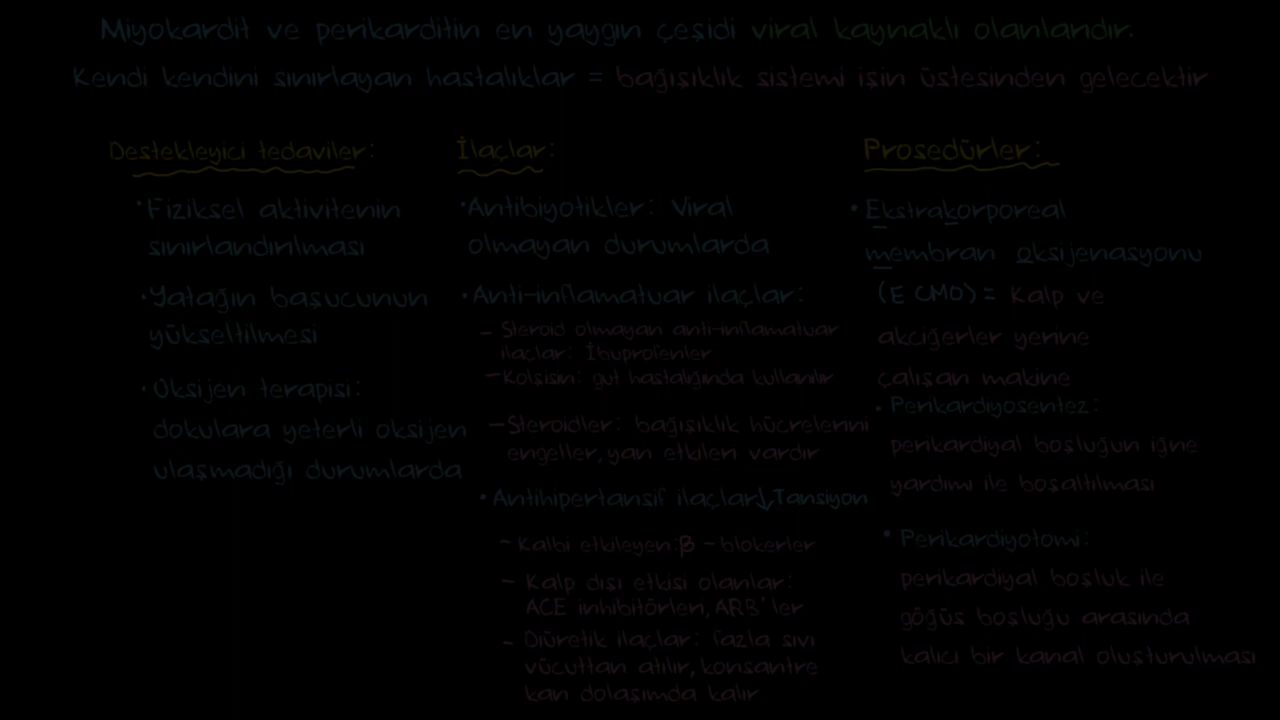 Miyokardit ve perikarditin en yaygın çeşidi viral kaynaklı olanlarıdır.
Kendi kendini sınırlayan hastalıklar = bağışıklık sistemi işin üstesinden gelecektir
Destekleyici tedaviler:
• Fiziksel aktivitenin
sınırlandırılması
• Yatağın başucunun
yükseltilmesi
• Oksijen terapisi:
dokulara yeterli oksijen
ulaşmadığı durumlarda
İlaçlar:
• Antibiyotikler: Viral
olmayan durumlarda
• Anti-inflamatuar ilaçlar:
- Steroid olmayan anti-inflamatuar
ilaçlar: İbuprofenler
- Kolsisin: gut hastalığında kullanılır
- Steroidler: bağışıklık hücrelerini
engeller, yan etkileri vardır
• Antihipertansif ilaçlar ↓ Tansiyon
- Kalbi etkileyen: β - blokerler
- Kalp dışı etkisi olanlar:
ACE inhibitörleri, ARB'ler
- Diüretik ilaçlar: fazla sıvı
vücuttan atılır, konsantre
kan dolaşımda kalır
Prosedürler:
• Ekstrakorporeal
membran oksijenasyonu
(ECMO) = Kalp ve
akciğerler yerine
çalışan makine
• Perikardiyosentez:
perikardiyal boşluğun iğne
yardımı ile boşaltılması
• Perikardiyotomi:
perikardiyal boşluk ile
göğüs boşluğu arasında
kalıcı bir kanal oluşturulması